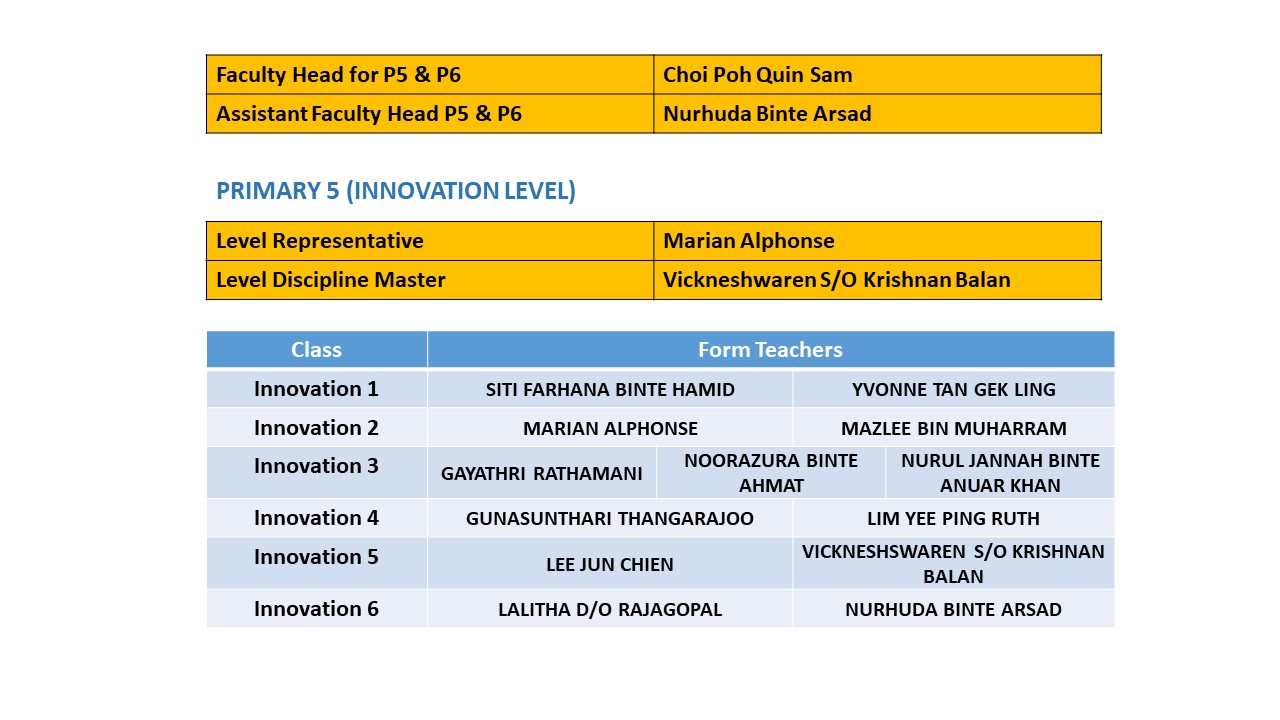 Faculty Head for P5 & P6 Choi Poh Quin Sam
Assistant Faculty Head P5 & P6 Nurhuda Binte Arsad
PRIMARY 5 (INNOVATION LEVEL)
Level Representative Marian Alphonse
Level Discipline Master Vickneshwaren S/O Krishnan Balan
Class Form Teachers
Innovation 1 SITI FARHANA BINTE HAMID YVONNE TAN GEK LING
Innovation 2 MARIAN ALPHONSE MAZLEE BIN MUHARRAM
Innovation 3 GAYATHRI RATHAMANI NOORAZURA BINTE
AHMAT NURUL JANNAH BINTE
ANUAR KHAN
Innovation 4 GUNASUNTHARI THANGARAJOO LIM YEE PING RUTH
Innovation 5 LEE JUN CHIEN VICKNESHSWAREN S/O KRISHNAN
BALAN
Innovation 6 LALITHA D/O RAJAGOPAL NURHUDA BINTE ARSAD